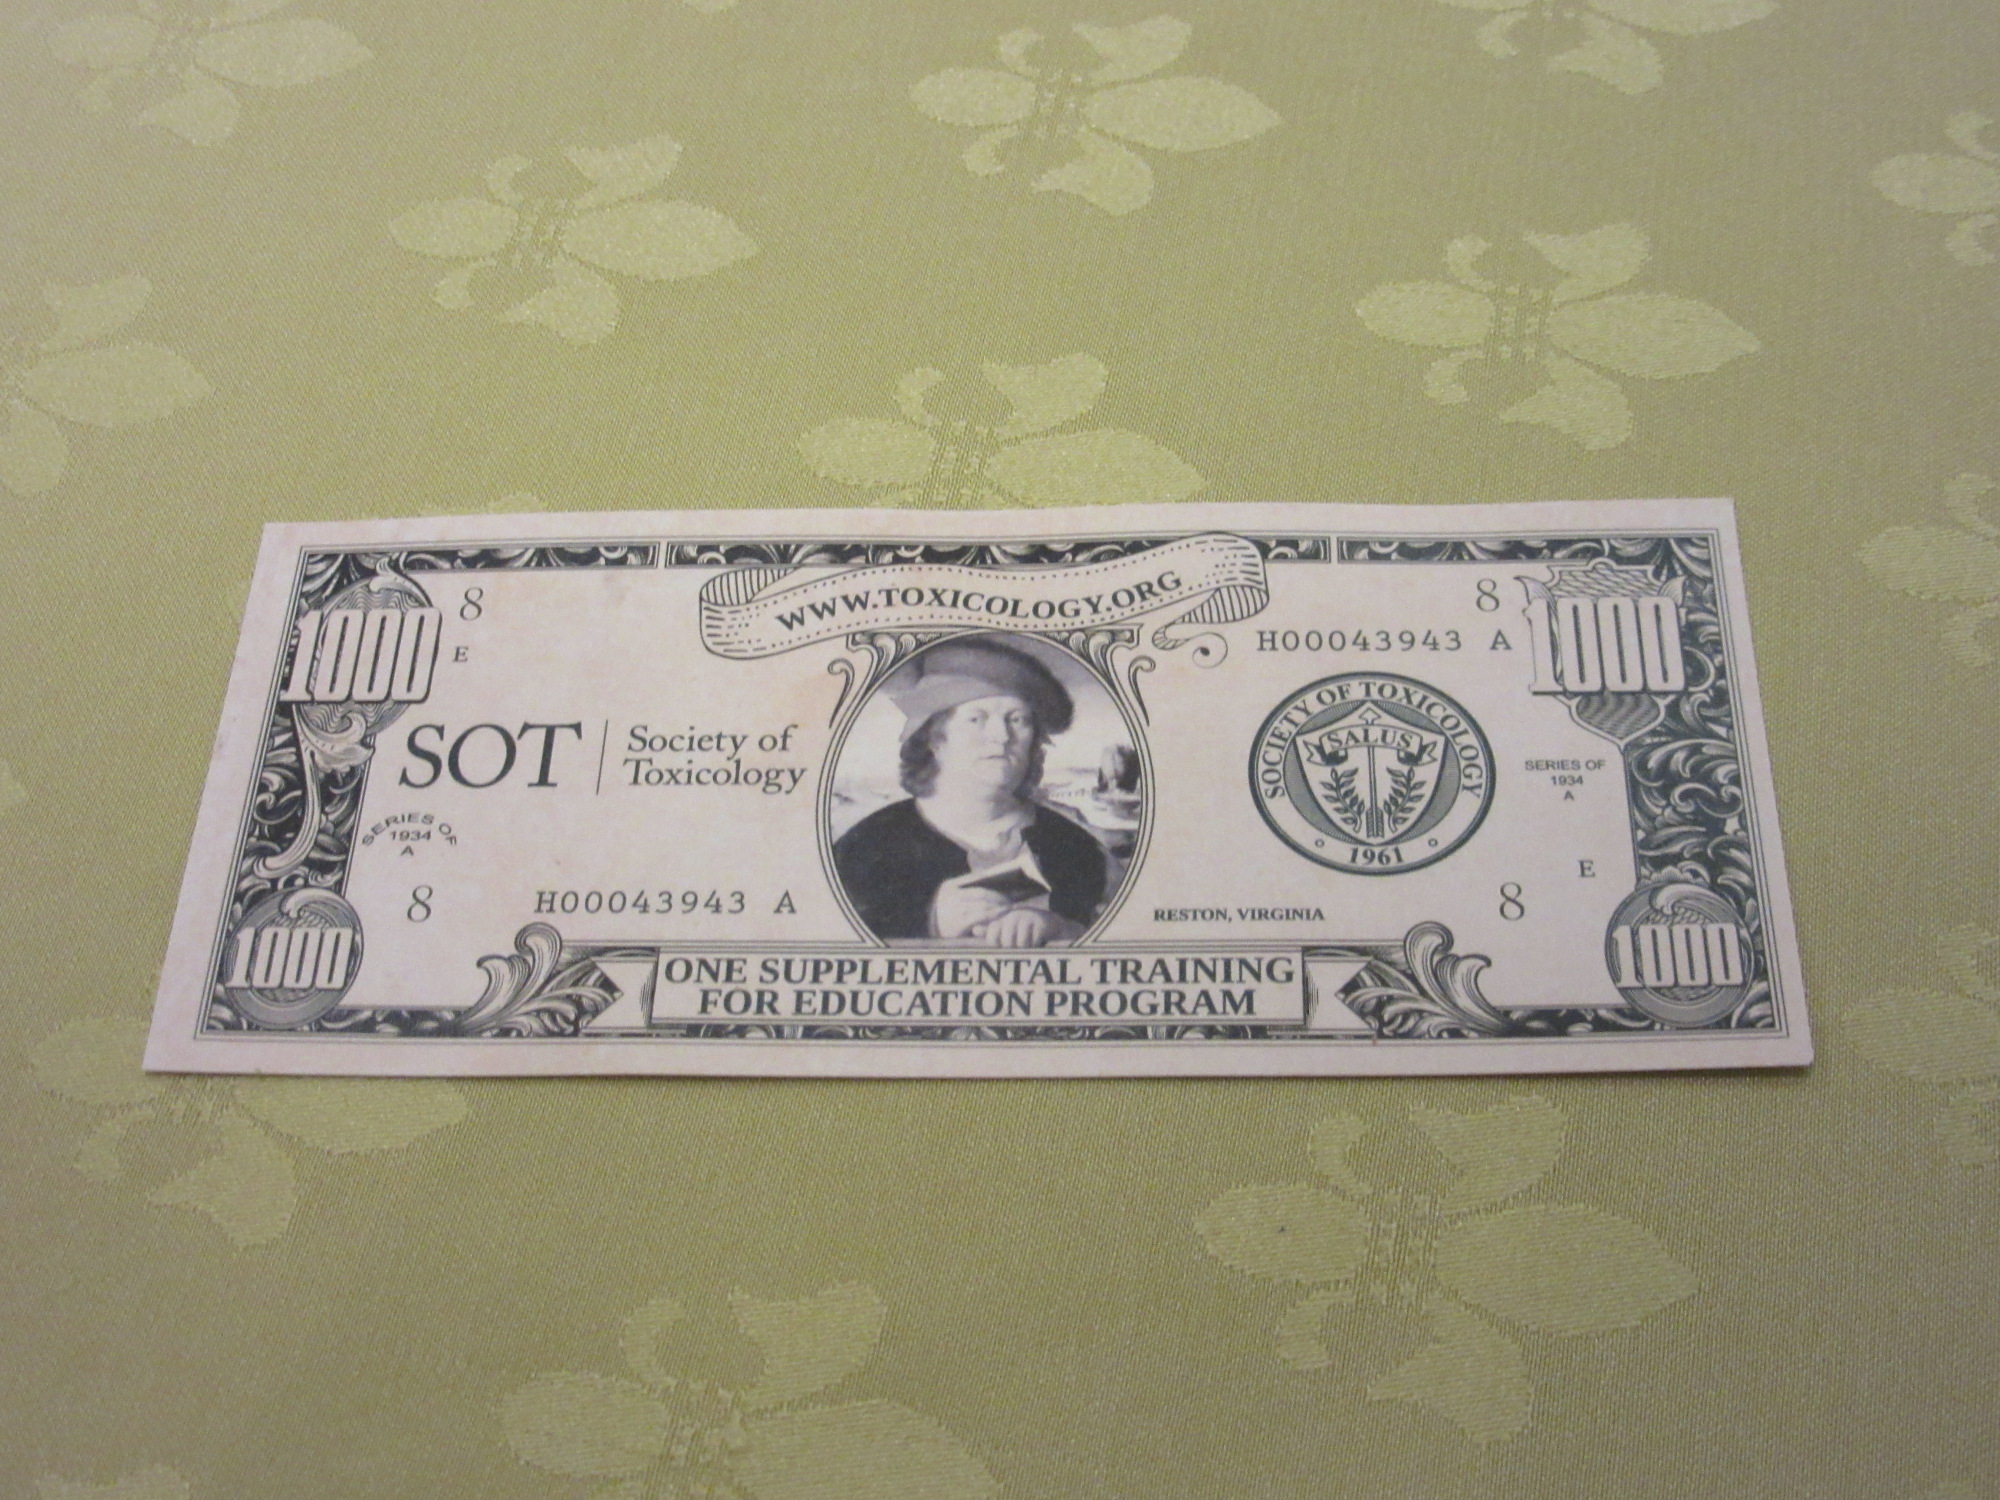 WWW.TOXICOLOGY.ORG
1000
8
E
8
1000
H00043943 A
SOT
Society of
Toxicology
SOCIETY OF TOXICOLOGY
SALUS
1961
SERIES OF
1934
A
SERIES OF
1934
A
8
H00043943 A
RESTON, VIRGINIA
8
E
1000
ONE SUPPLEMENTAL TRAINING
FOR EDUCATION PROGRAM
1000